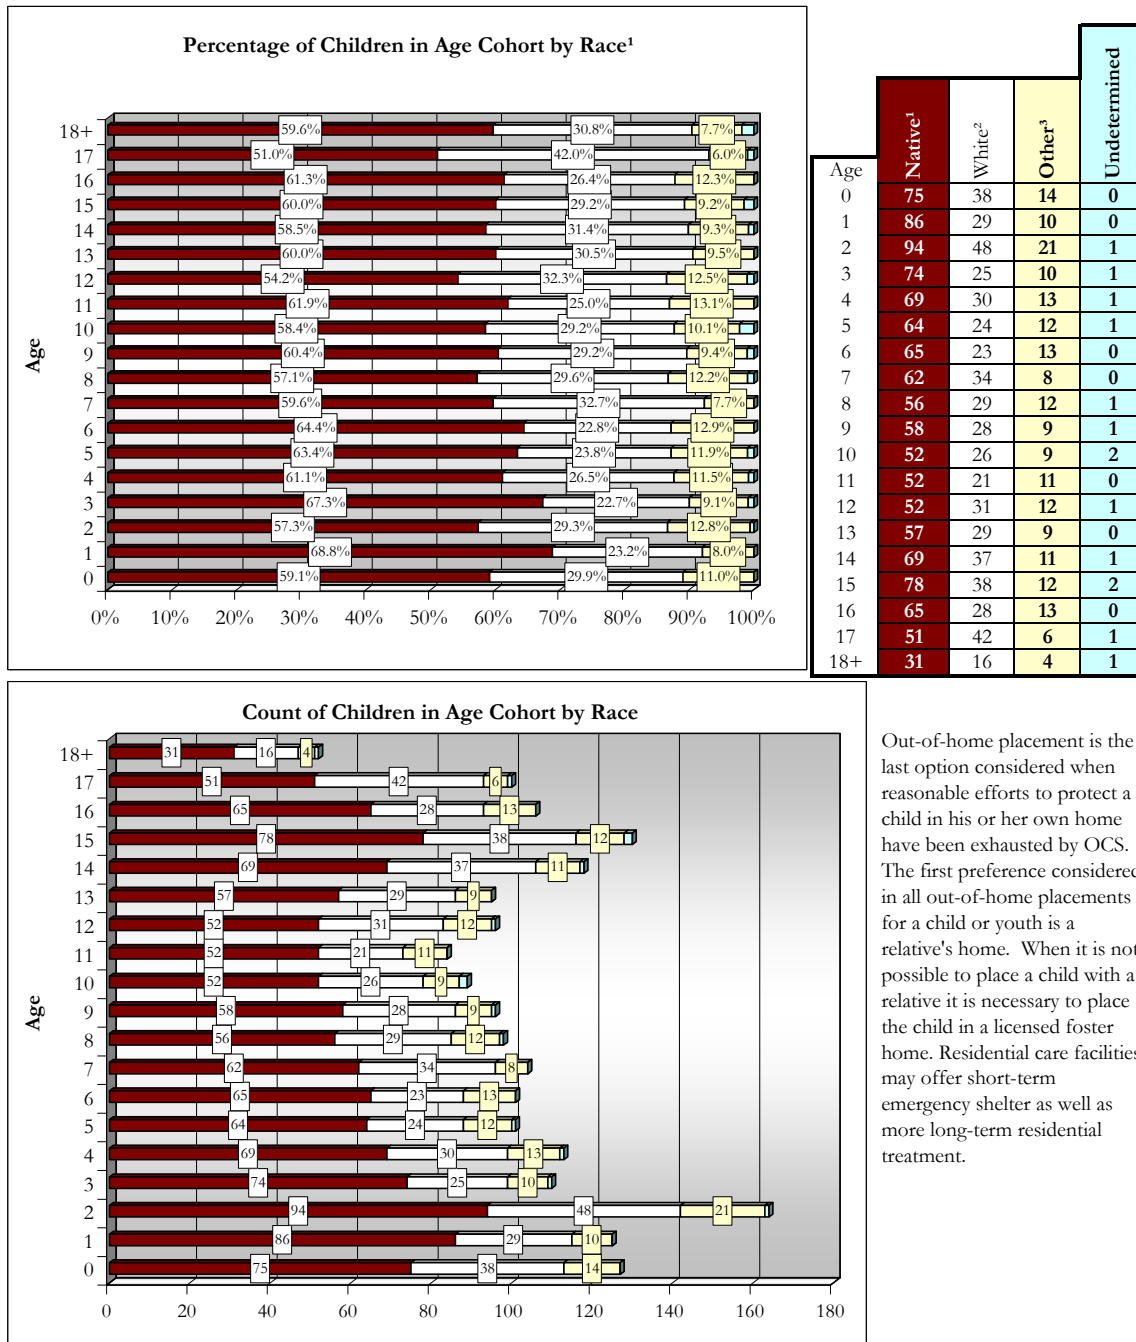 Percentage of Children in Age Cohort by Race¹
Age
18+ 59.6% 30.8% 7.7%
17 51.0% 42.0% 6.0%
16 61.3% 26.4% 12.3%
15 60.0% 29.2% 9.2%
14 58.5% 31.4% 9.3%
13 60.0% 30.5% 9.5%
12 54.2% 32.3% 12.5%
11 61.9% 25.0% 13.1%
10 58.4% 29.2% 10.1%
9 60.4% 29.2% 9.4%
8 57.1% 29.6% 12.2%
7 59.6% 32.7% 7.7%
6 64.4% 22.8% 12.9%
5 63.4% 23.8% 11.9%
4 61.1% 26.5% 11.5%
3 67.3% 22.7% 9.1%
2 57.3% 29.3% 12.8%
1 68.8% 23.2% 8.0%
0 59.1% 29.9% 11.0%
0% 10% 20% 30% 40% 50% 60% 70% 80% 90% 100%
Age Native¹ White² Other³ Undetermined
0 75 38 14 0
1 86 29 10 0
2 94 48 21 1
3 74 25 10 1
4 69 30 13 1
5 64 24 12 1
6 65 23 13 0
7 62 34 8 0
8 56 29 12 1
9 58 28 9 1
10 52 26 9 2
11 52 21 11 0
12 52 31 12 1
13 57 29 9 0
14 69 37 11 1
15 78 38 12 2
16 65 28 13 0
17 51 42 6 1
18+ 31 16 4 1
Count of Children in Age Cohort by Race
Age
18+ 31 16 4
17 51 42 6
16 65 28 13
15 78 38 12
14 69 37 11
13 57 29 9
12 52 31 12
11 52 21 11
10 52 26 9
9 58 28 9
8 56 29 12
7 62 34 8
6 65 23 13
5 64 24 12
4 69 30 13
3 74 25 10
2 94 48 21
1 86 29 10
0 75 38 14
0 20 40 60 80 100 120 140 160 180
Out-of-home placement is the
last option considered when
reasonable efforts to protect a
child in his or her own home
have been exhausted by OCS.
The first preference considered
in all out-of-home placements
for a child or youth is a
relative's home. When it is not
possible to place a child with a
relative it is necessary to place
the child in a licensed foster
home. Residential care facilities
may offer short-term
emergency shelter as well as
more long-term residential
treatment.